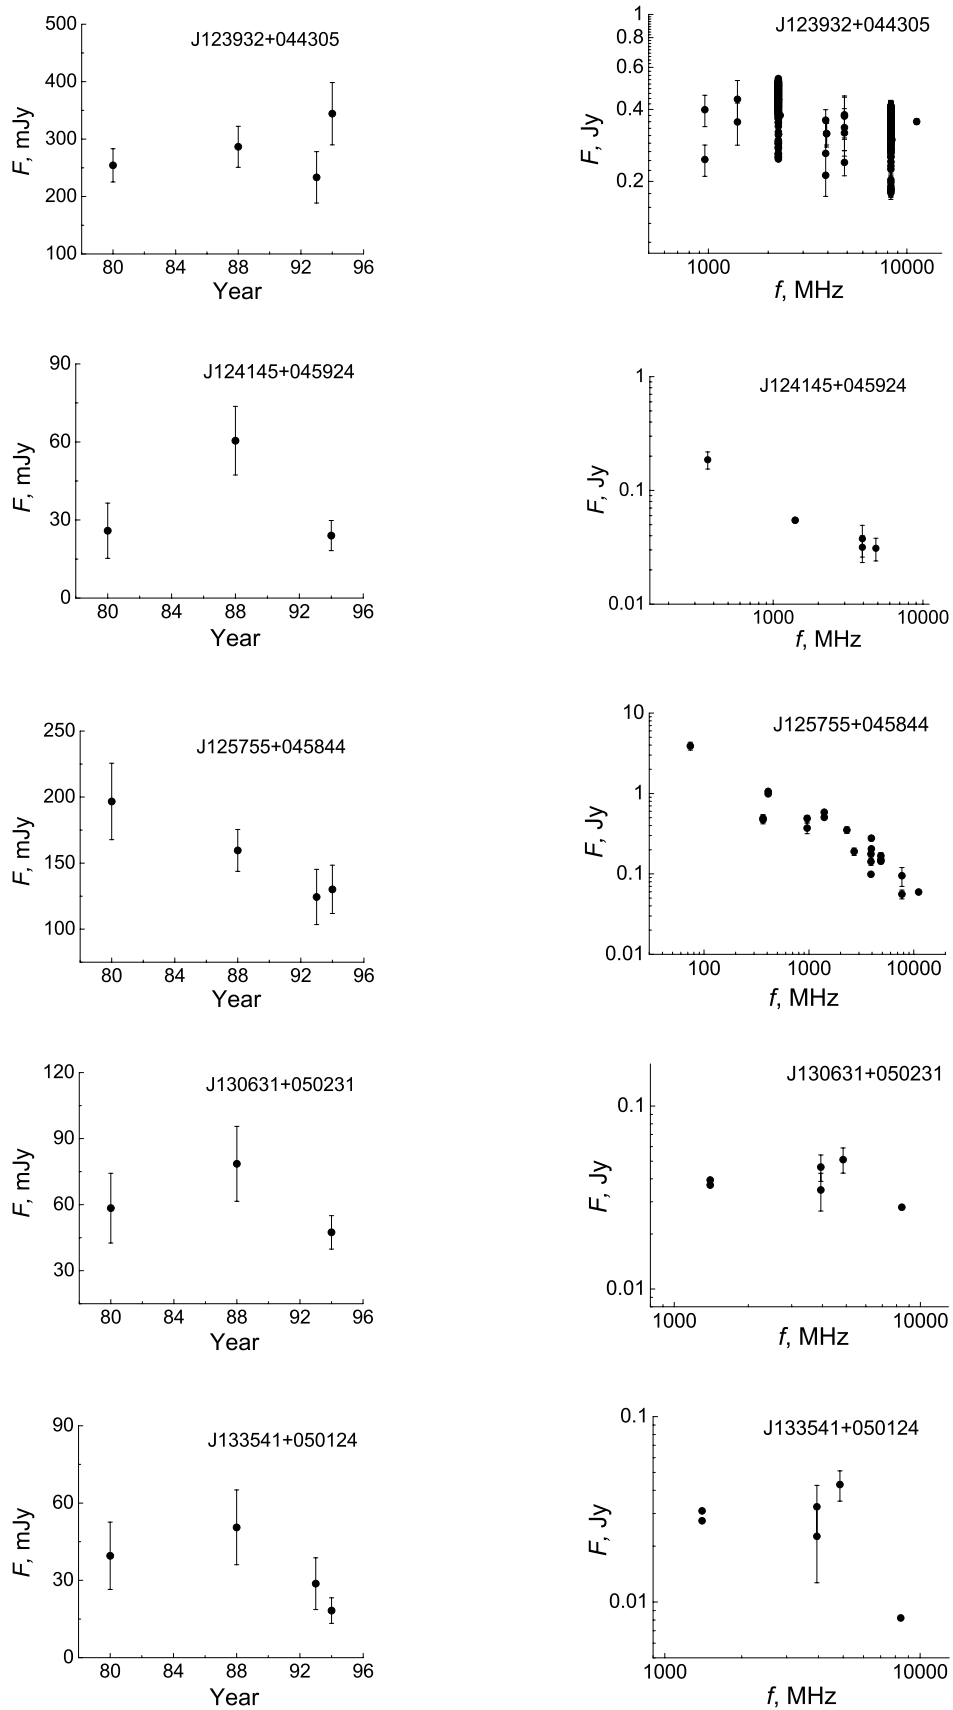 J123932+044305
500
400
300
200
100
80 84 88 92 96
Year
F, mJy
J123932+044305
1
0.8
0.6
0.4
0.2
1000 10000
f, MHz
F, Jy
J124145+045924
90
60
30
0
80 84 88 92 96
Year
F, mJy
J124145+045924
1
0.1
0.01
1000 10000
f, MHz
F, Jy
J125755+045844
250
200
150
100
80 84 88 92 96
Year
F, mJy
J125755+045844
10
1
0.1
0.01
100 1000 10000
f, MHz
F, Jy
J130631+050231
120
90
60
30
80 84 88 92 96
Year
F, mJy
J130631+050231
0.1
0.01
1000 10000
f, MHz
F, Jy
J133541+050124
90
60
30
0
80 84 88 92 96
Year
F, mJy
J133541+050124
0.1
0.01
1000 10000
f, MHz
F, Jy